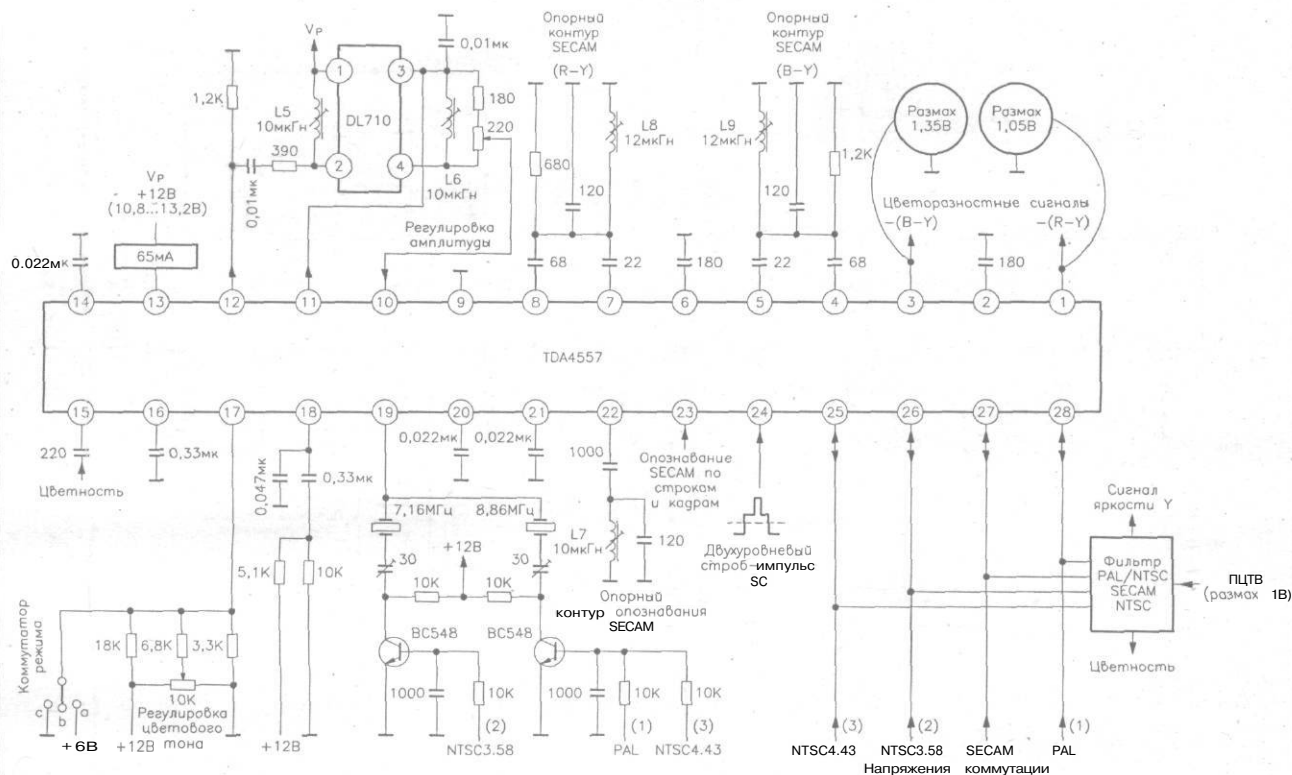 Vр
0,01мк
Опорный
контур
SECAM
(R–Y)
Опорный
контур
SECAM
(B–Y)
1
3
DL710
2
4
1,2К
L5
10мкГн
390
0,01мк
180
220
L6
10мкГн
Регулировка
амплитуды
Vр
+12В
(10,8...13,2В)
65мА
0.022мк
680
120
L8
12мкГн
L9
12мкГн
120
1,2К
Размах
1,35В
Размах
1,05В
Цветоразностные сигналы
–(B–Y)
–(R–Y)
68
22
180
22
68
180
14
13
12
11
10
9
8
7
6
5
4
3
2
1
TDA4557
15
16
17
18
19
20
21
22
23
24
25
26
27
28
220
Цветность
0,33мк
0,047мк
0,33мк
0,022мк
0,022мк
1000
Опознавание
SECAM по
строкам
и кадрам
7,16МГц
8,86МГц
30
+12В
30
10К
10К
L7
10мкГн
120
Опорный
контур опознавания
SECAM
Двухуровневый
строб-импульс
SC
Сигнал
яркости Y
Фильтр
PAL/NTSC
SECAM
NTSC
ПЦТВ
(размах 1В)
Цветность
5,1К
10К
Коммутатор
режима
18К
6,8К
3,3К
10К
c
b
a
Регулировка
цветового
тона
+6В
+12В
+12В
BC548
BC548
1000
10К
1000
10К
10К
(2)
(1)
(3)
NTSC3.58
PAL
NTSC4.43
(3)
(2)
(1)
NTSC4.43
NTSC3.58
SECAM
PAL
Напряжения коммутации